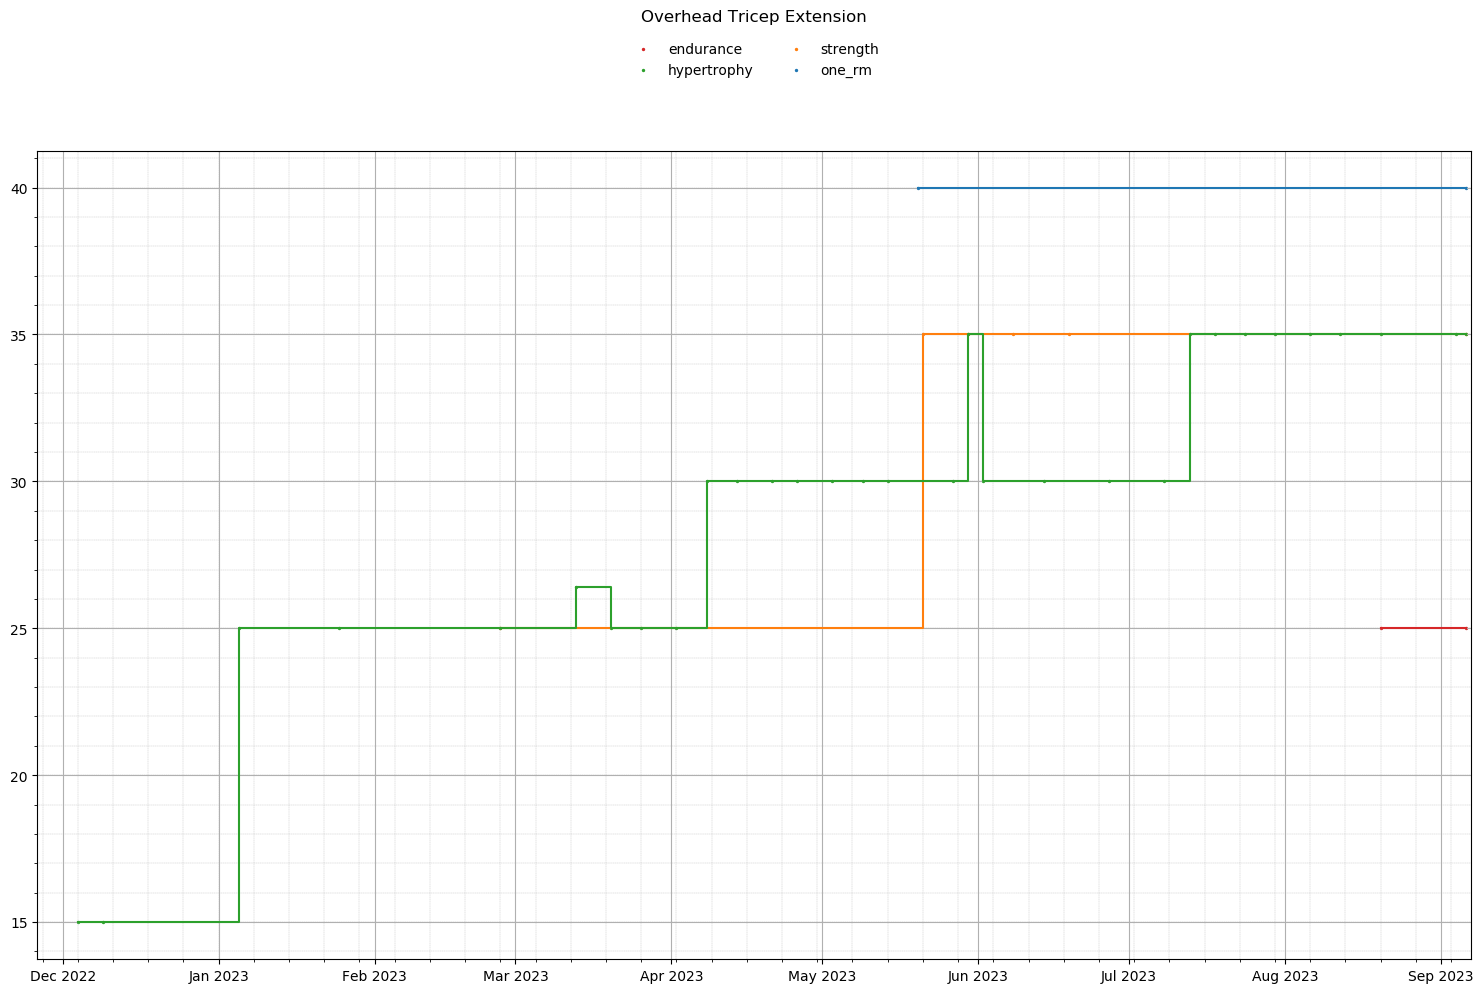 Overhead Tricep Extension
endurance strength
hypertrophy one_rm
40
35
30
25
20
15
Dec 2022 Jan 2023 Feb 2023 Mar 2023 Apr 2023 May 2023 Jun 2023 Jul 2023 Aug 2023 Sep 2023